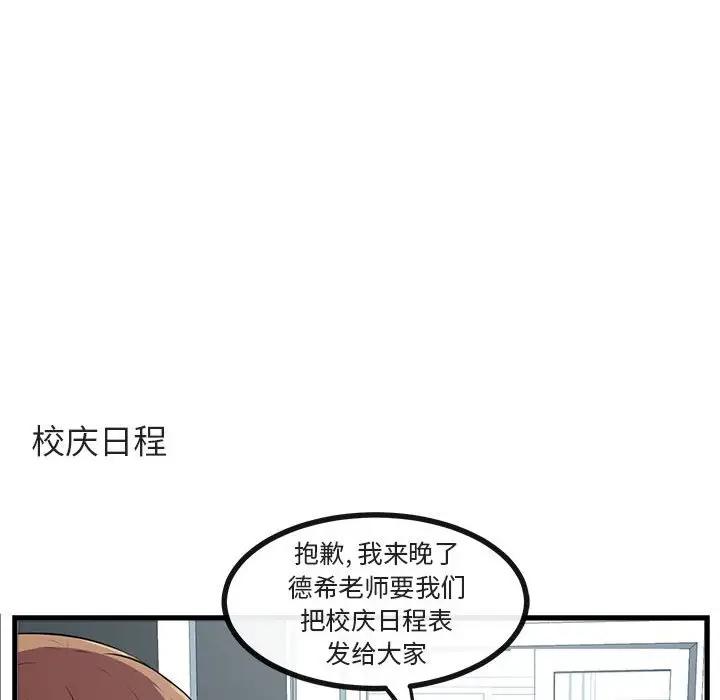 校庆日程
抱歉, 我来晚了
德希老师要我们
把校庆日程表
发给大家